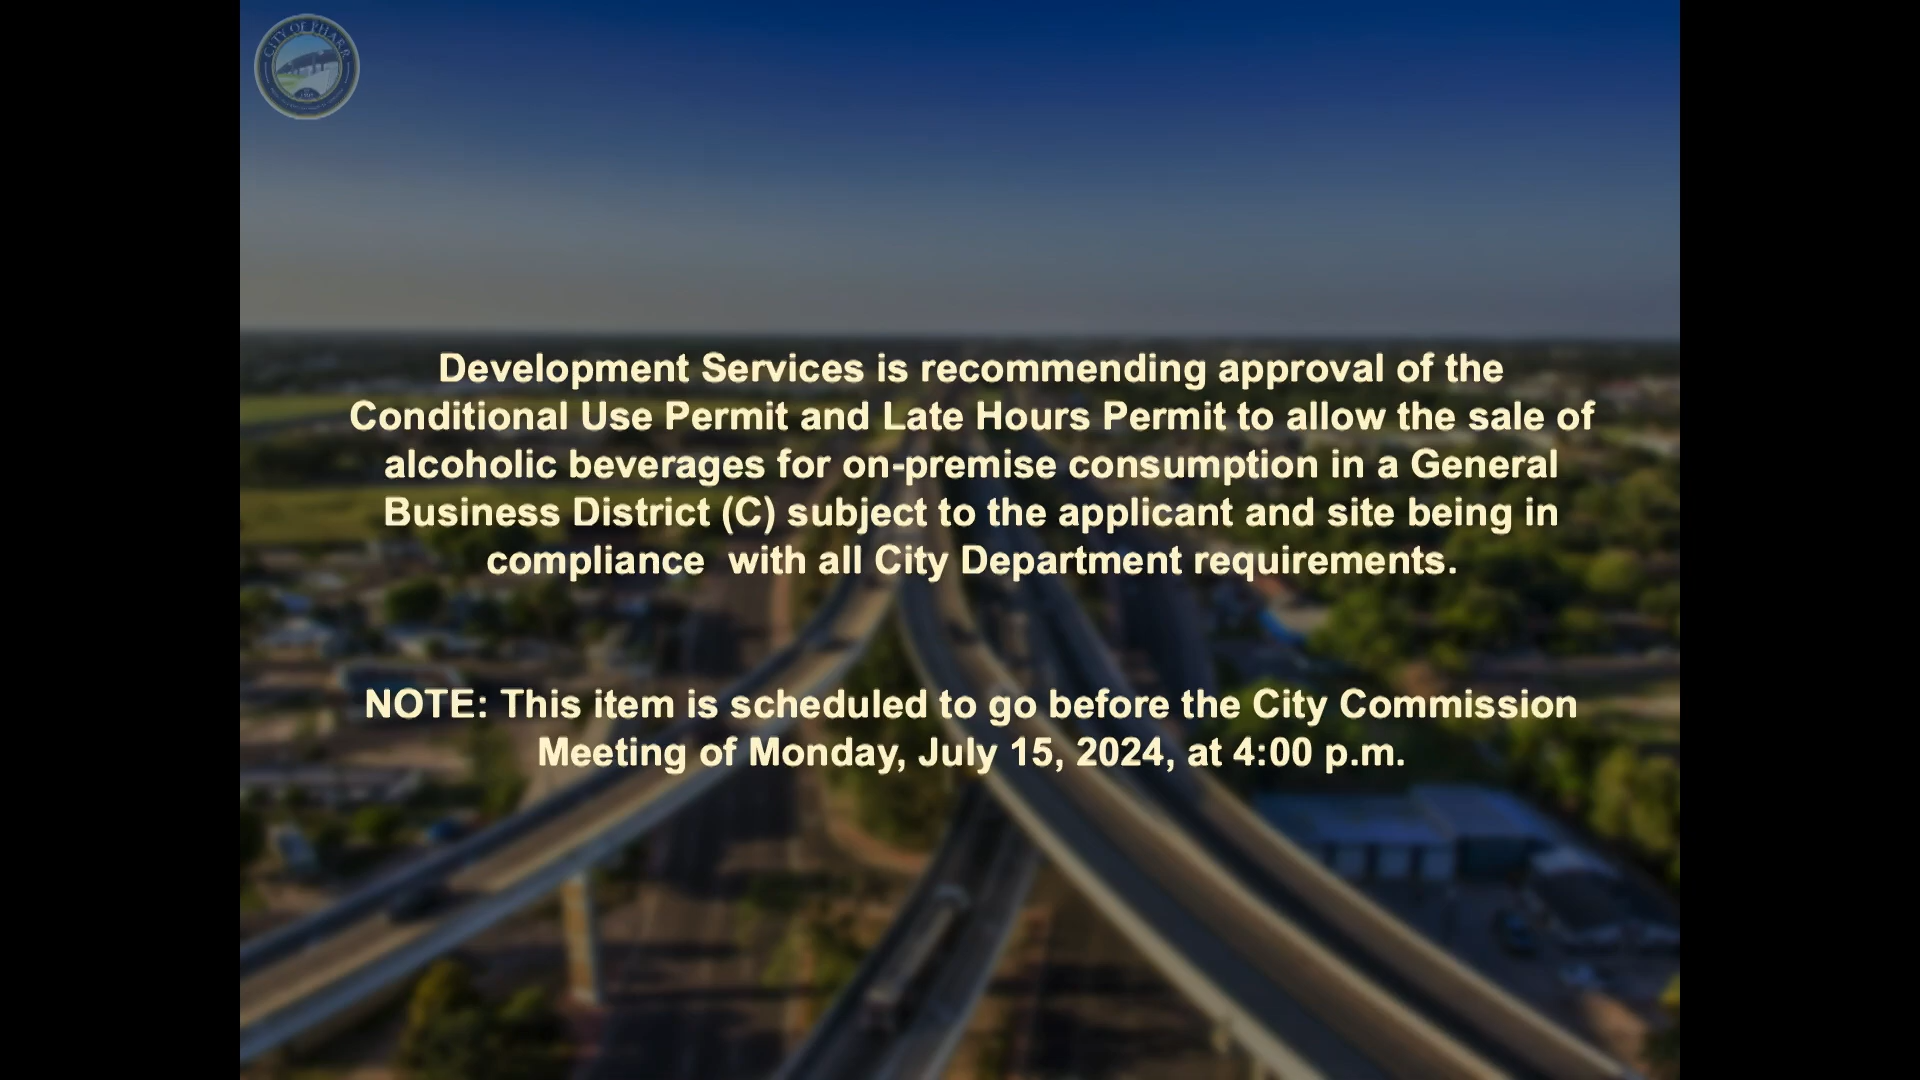 CITY OF PHARR
Development Services is recommending approval of the
Conditional Use Permit and Late Hours Permit to allow the sale of
alcoholic beverages for on-premise consumption in a General
Business District (C) subject to the applicant and site being in
compliance  with all City Department requirements.
NOTE: This item is scheduled to go before the City Commission
Meeting of Monday, July 15, 2024, at 4:00 p.m.